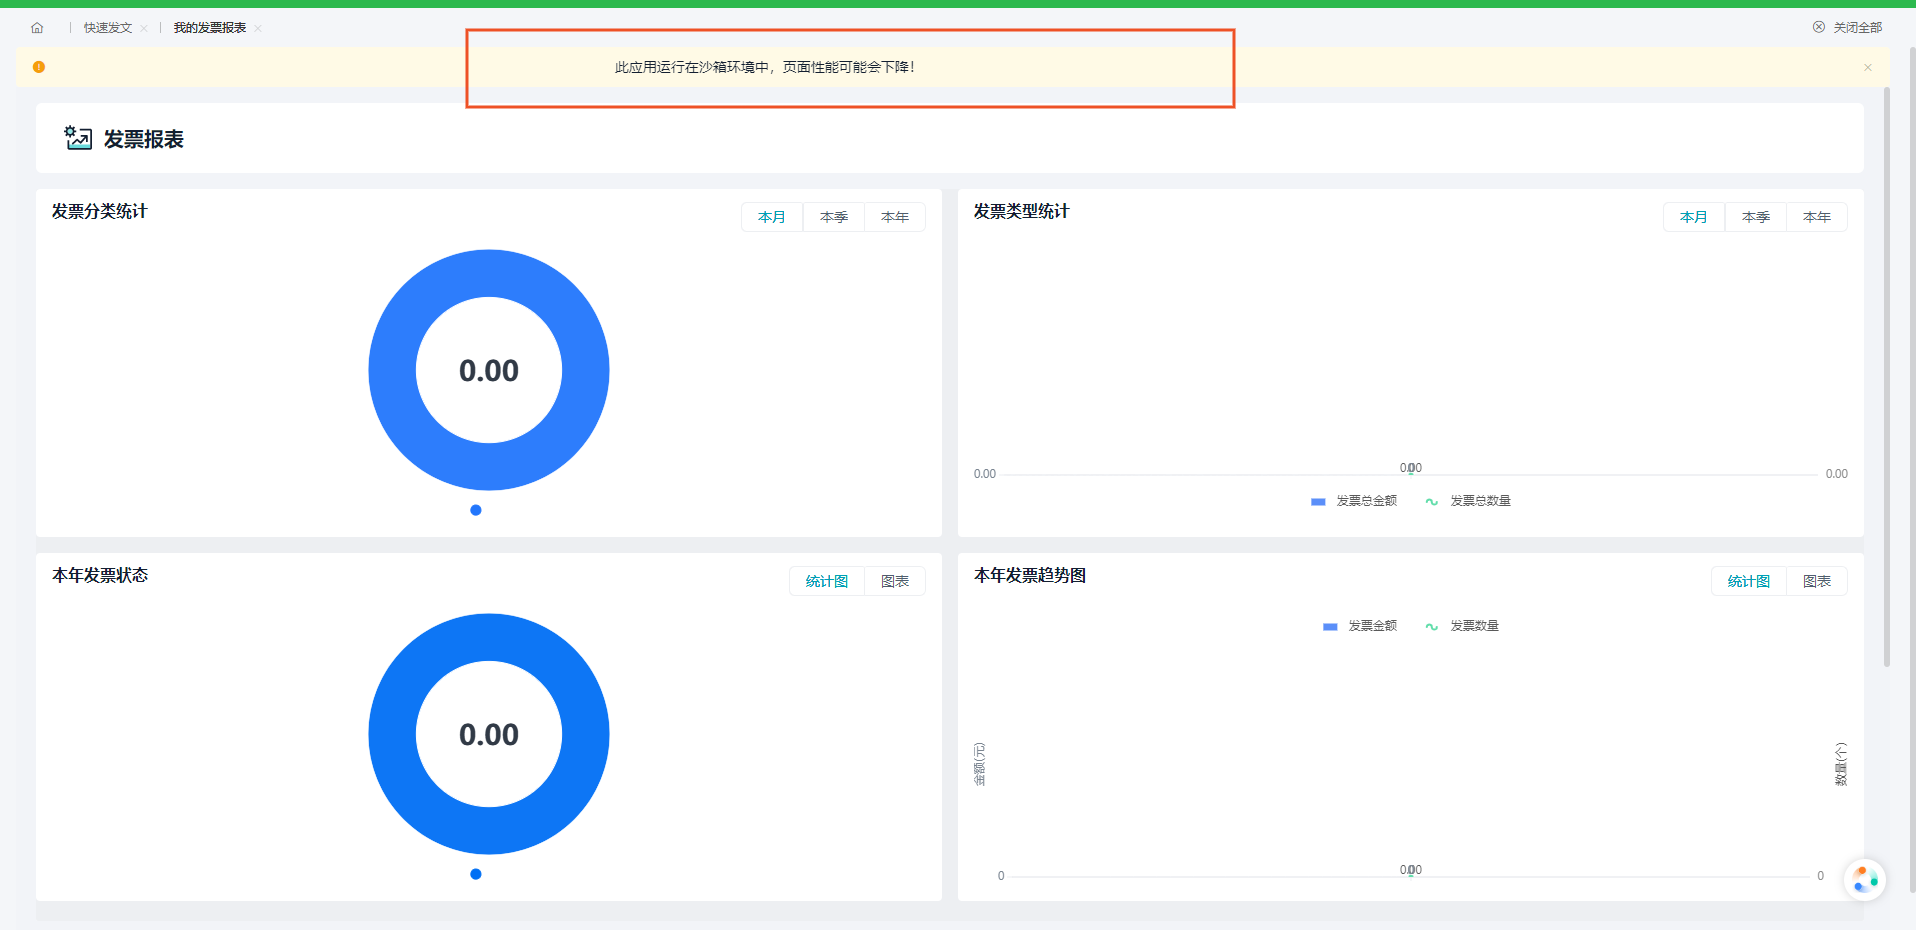 快速发文
我的发票报表
关闭全部
此应用运行在沙箱环境中，页面性能可能会下降！
发票报表
发票分类统计
本月 本季 本年
0.00
发票类型统计
本月 本季 本年
0.00
0.00
发票总金额 发票总数量
本年发票状态
统计图 图表
0.00
本年发票趋势图
统计图 图表
发票金额 发票数量
金额(元)
数量(个)
0
0